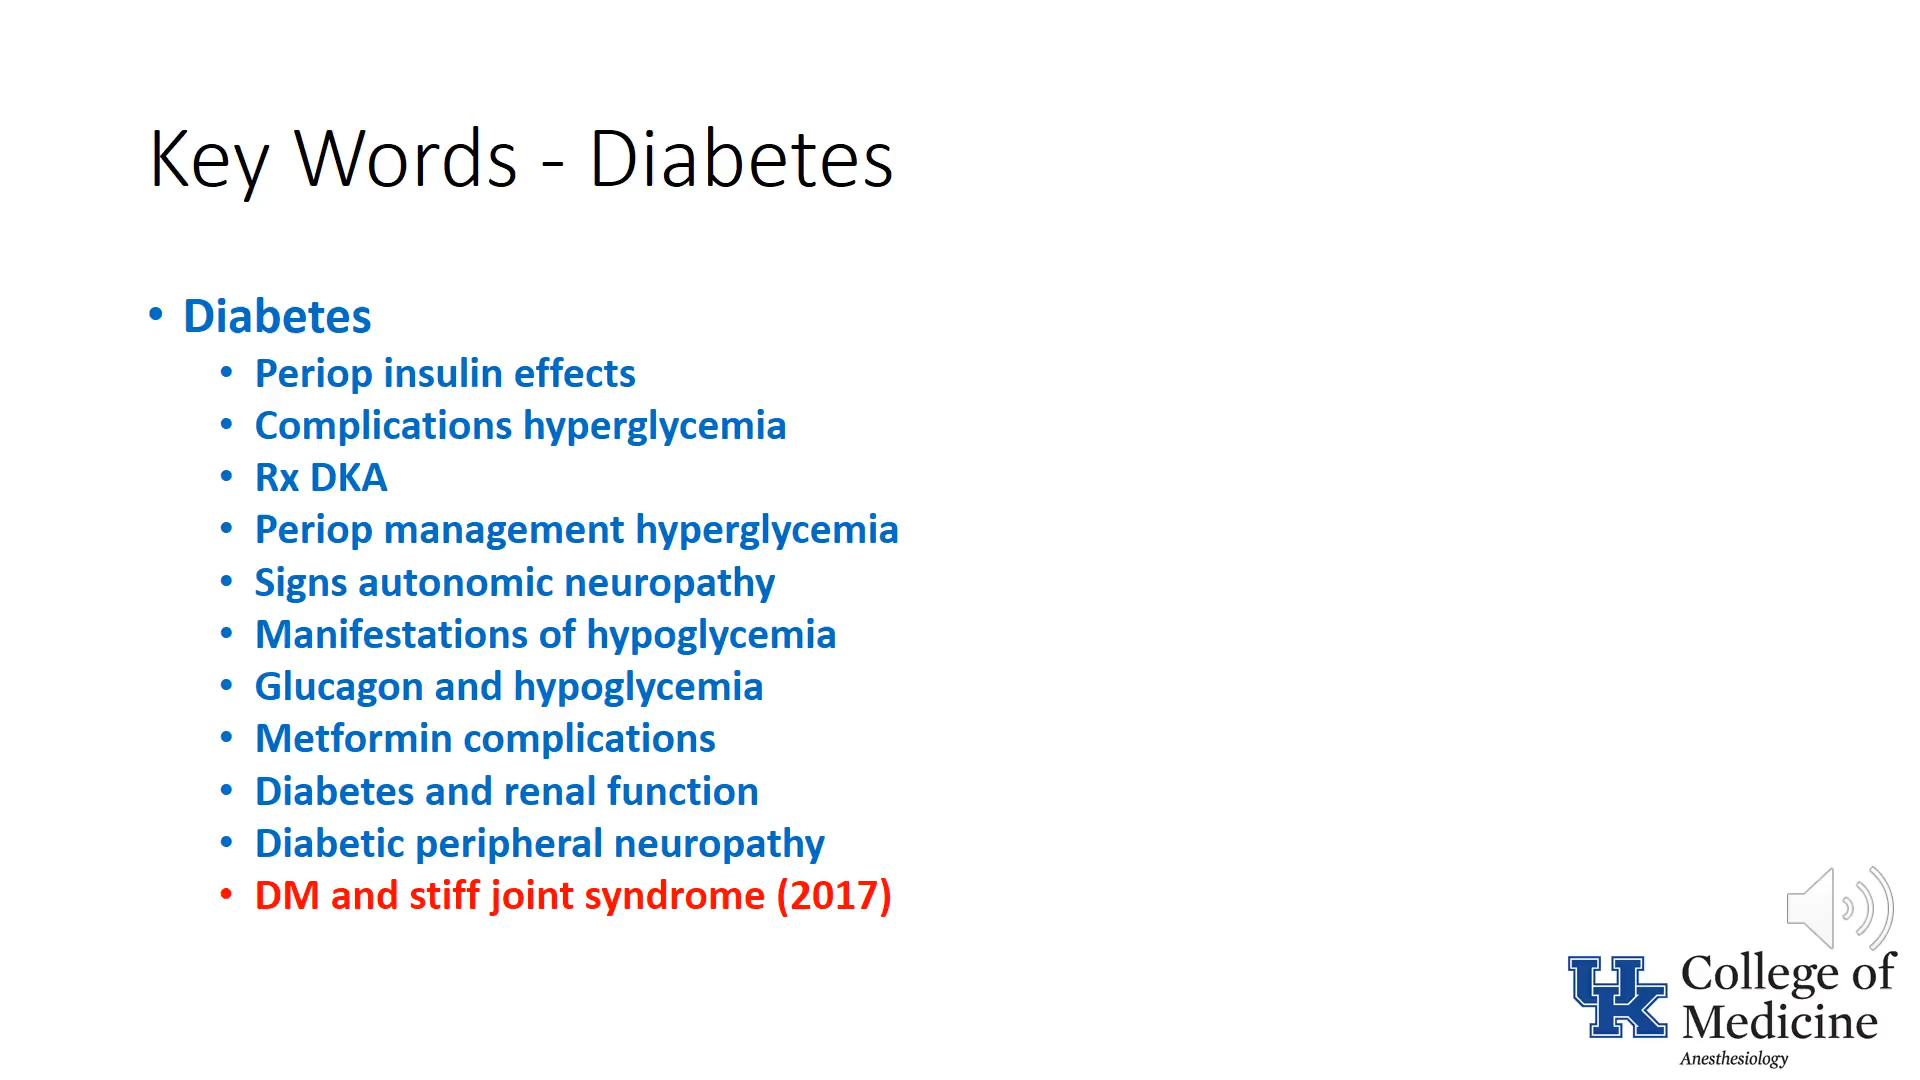 Key Words - Diabetes
• Diabetes
• Periop insulin effects
• Complications hyperglycemia
• Rx DKA
• Periop management hyperglycemia
• Signs autonomic neuropathy
• Manifestations of hypoglycemia
• Glucagon and hypoglycemia
• Metformin complications
• Diabetes and renal function
• Diabetic peripheral neuropathy
• DM and stiff joint syndrome (2017)
UK
College of
Medicine
Anesthesiology